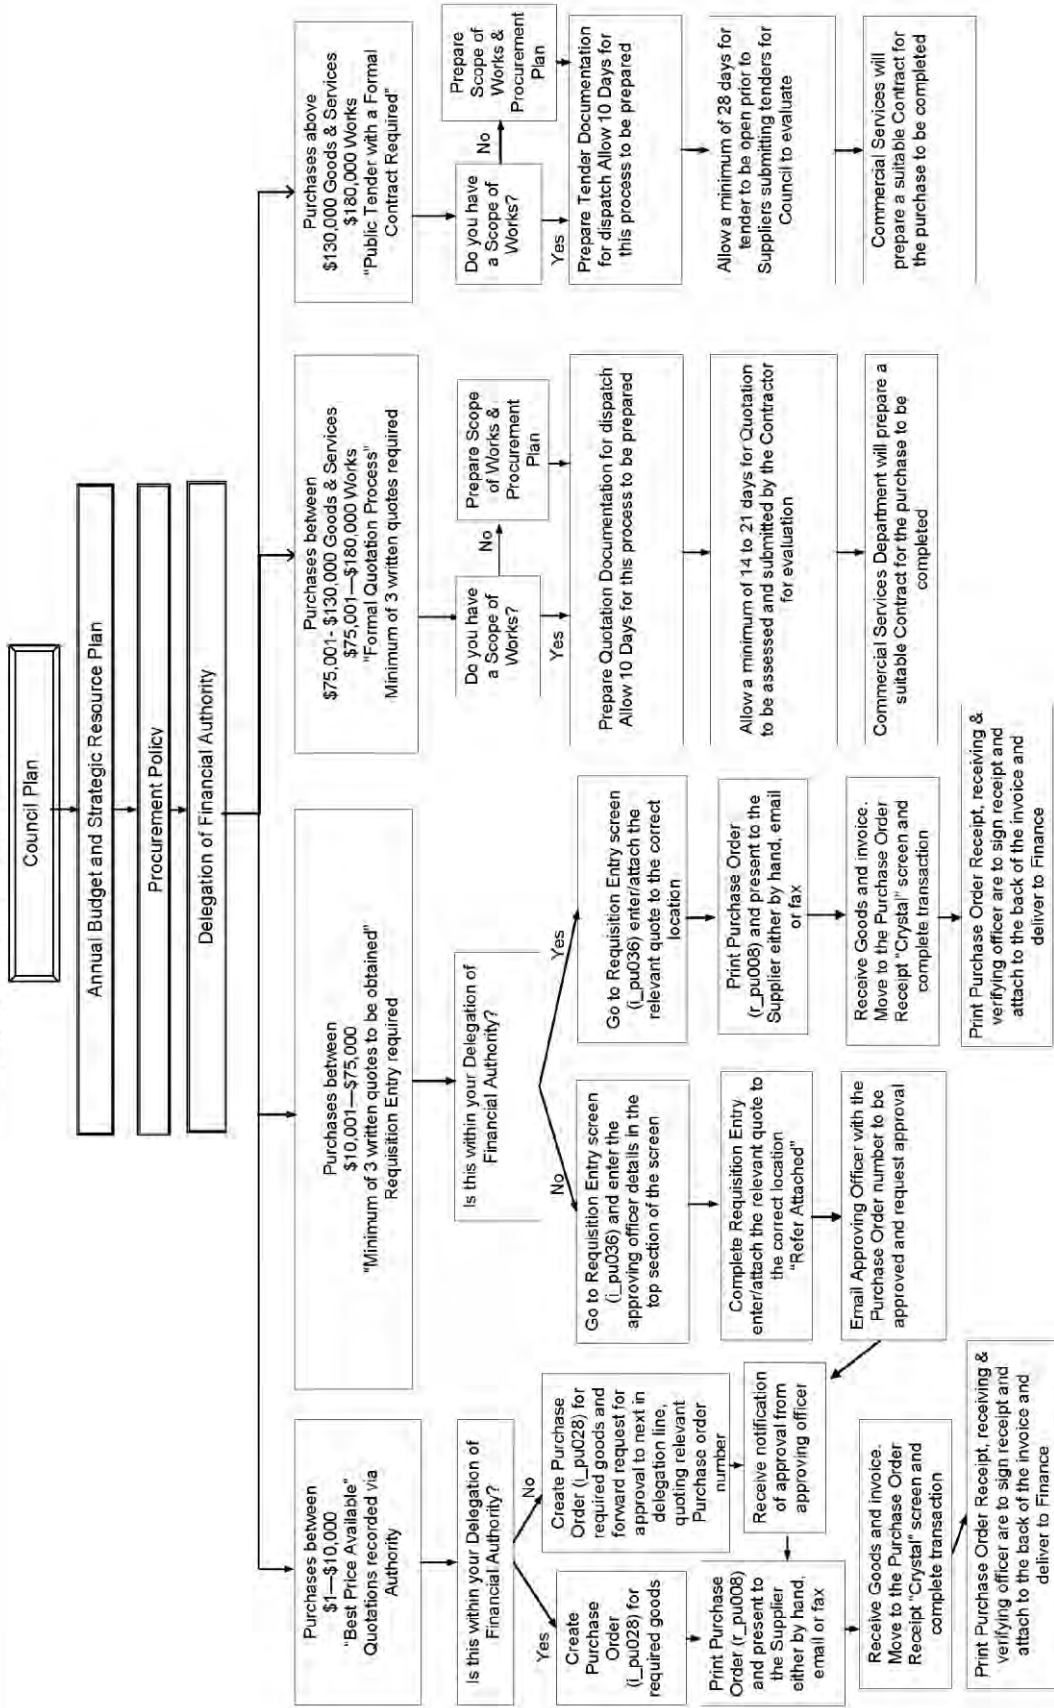 Council Plan
Annual Budget and Strategic Resource Plan
Procurement Policy
Delegation of Financial Authority
Purchases between
$1—$10,000
"Best Price Available"
Quotations recorded via
Authority
Is this within your Delegation of
Financial Authority?
Yes
No
Create
Purchase
Order
(i_pu028) for
required goods
Create Purchase
Order (i_pu028) for
required goods and
forward request for
approval to next in
delegation line,
quoting relevant
Purchase order
number
Receive notification
of approval from
approving officer
Print Purchase
Order (r_pu008)
and present to
the Supplier
either by hand,
email or fax
Receive Goods and invoice.
Move to the Purchase Order
Receipt "Crystal" screen and
complete transaction
Print Purchase Order Receipt, receiving &
verifying officer are to sign receipt and
attach to the back of the invoice and
deliver to Finance
Purchases between
$10,001—$75,000
"Minimum of 3 written quotes to be obtained"
Requisition Entry required
Is this within your Delegation of
Financial Authority?
No
Yes
Go to Requisition Entry screen
(i_pu036) and enter the
approving officer details in the
top section of the screen
Complete Requisition Entry
enter/attach the relevant quote to
the correct location
"Refer Attached"
Email Approving Officer with the
Purchase Order number to be
approved and request approval
Go to Requisition Entry screen
(i_pu036) enter/attach the
relevant quote to the correct
location
Print Purchase Order
(r_pu008) and present to the
Supplier either by hand, email
or fax
Receive Goods and invoice.
Move to the Purchase Order
Receipt "Crystal" screen and
complete transaction
Print Purchase Order Receipt, receiving &
verifying officer are to sign receipt and
attach to the back of the invoice and
deliver to Finance
Purchases between
$75,001- $130,000 Goods & Services
$75,001—$180,000 Works
"Formal Quotation Process"
Minimum of 3 written quotes required
Do you have
a Scope of
Works?
No
Yes
Prepare Scope
of Works &
Procurement
Plan
Prepare Quotation Documentation for dispatch
Allow 10 Days for this process to be prepared
Allow a minimum of 14 to 21 days for Quotation
to be assessed and submitted by the Contractor
for evaluation
Commercial Services Department will prepare a
suitable Contract for the purchase to be
completed
Purchases above
$130,000 Goods & Services
$180,000 Works
"Public Tender with a Formal
Contract Required"
Do you have
a Scope of
Works?
No
Yes
Prepare
Scope of
Works &
Procurement
Plan
Prepare Tender Documentation
for dispatch Allow 10 Days for
this process to be prepared
Allow a minimum of 28 days for
tender to be open prior to
Suppliers submitting tenders for
Council to evaluate
Commercial Services will
prepare a suitable Contract for
the purchase to be completed